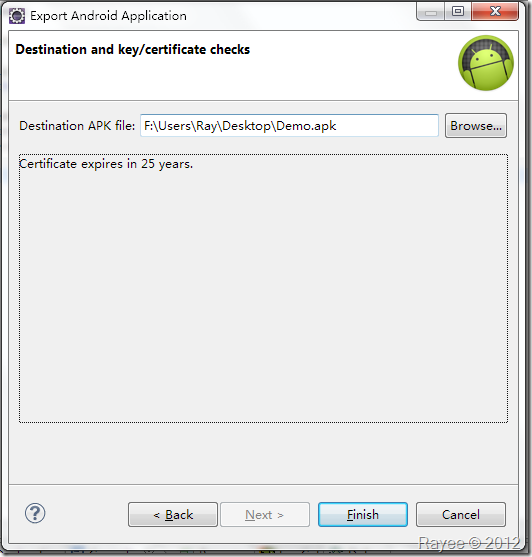 Export Android Application
Destination and key/certificate checks
Destination APK file: F:\Users\Ray\Desktop\Demo.apk Browse...
Certificate expires in 25 years.
? < Back Next > Finish Cancel
Rayee © 2012